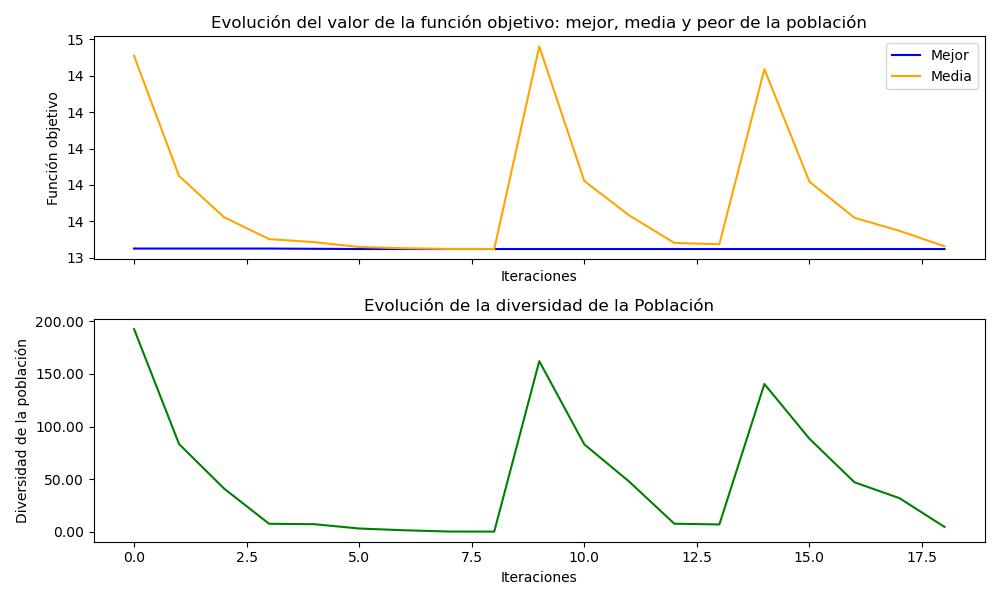 Evolución del valor de la función objetivo: mejor, media y peor de la población
15
14
14
14
14
14
13
Función objetivo
Mejor
Media
Iteraciones
Evolución de la diversidad de la Población
200.00
150.00
100.00
50.00
0.00
Diversidad de la población
0.0 2.5 5.0 7.5 10.0 12.5 15.0 17.5
Iteraciones